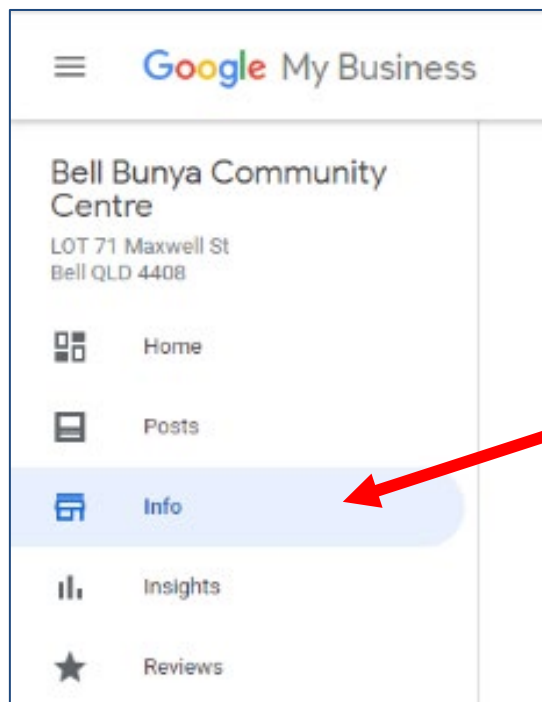 Google My Business
Bell Bunya Community
Centre
LOT 71 Maxwell St
Bell QLD 4408
Home
Posts
Info
Insights
Reviews